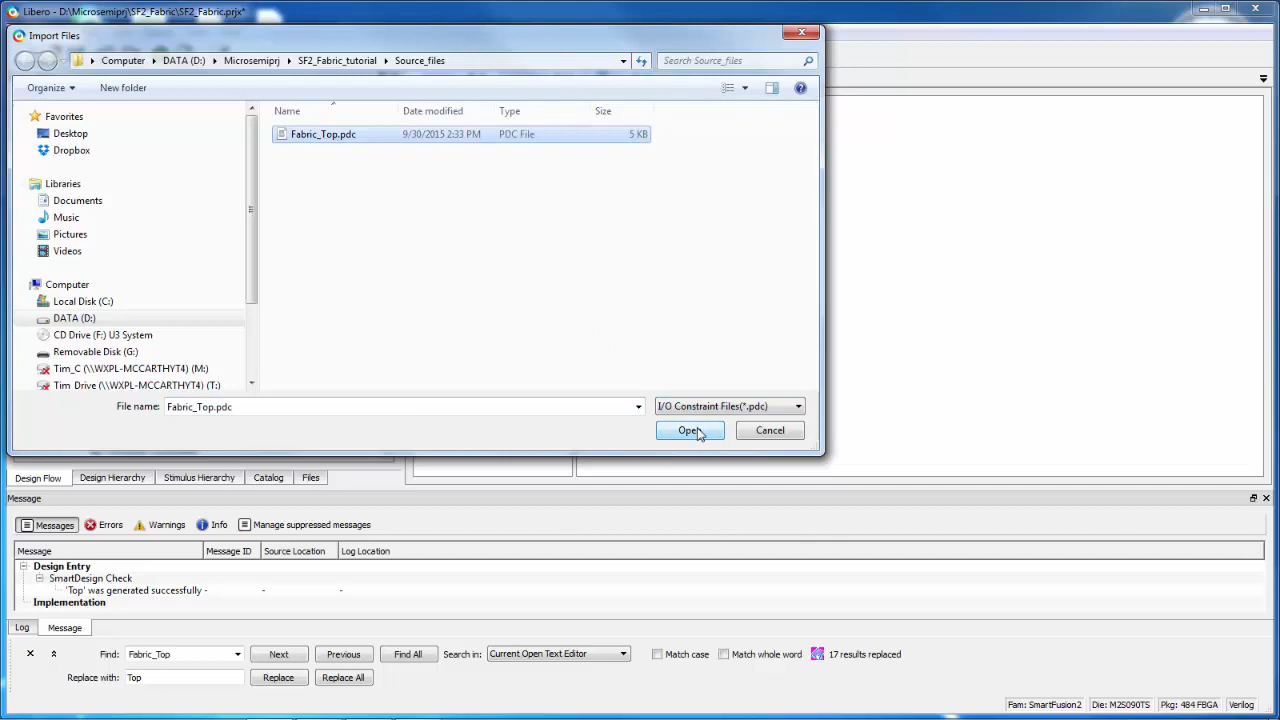 Libero - D:\Microsemiprj\SF2_Fabric\SF2_Fabric.prjx*
Import Files
Computer DATA (D:) Microsemiprj SF2_Fabric_tutorial Source_files Search Source_files
Organize New folder
Name Date modified Type Size
Fabric_Top.pdc 9/30/2015 2:33 PM PDC File 5 KB
Favorites
Desktop
Dropbox
Libraries
Documents
Music
Pictures
Videos
Computer
Local Disk (C:)
DATA (D:)
CD Drive (F:) U3 System
Removable Disk (G:)
Tim_C (\\WXPL-MCCARTHYT4) (M:)
Tim_Drive (\\WXPL-MCCARTHYT4) (T:)
File name: Fabric_Top.pdc I/O Constraint Files(*.pdc)
Open Cancel
Design Flow Design Hierarchy Stimulus Hierarchy Catalog Files
Message
Messages Errors Warnings Info Manage suppressed messages
Message Message ID Source Location Log Location
Design Entry
SmartDesign Check
'Top' was generated successfully - - -
Implementation
Log Message
Find: Fabric_Top Next Previous Find All Search in: Current Open Text Editor Match case Match whole word 17 results replaced
Replace with: Top Replace Replace All
Fam: SmartFusion2 Die: M2S090TS Pkg: 484 FBGA Verilog